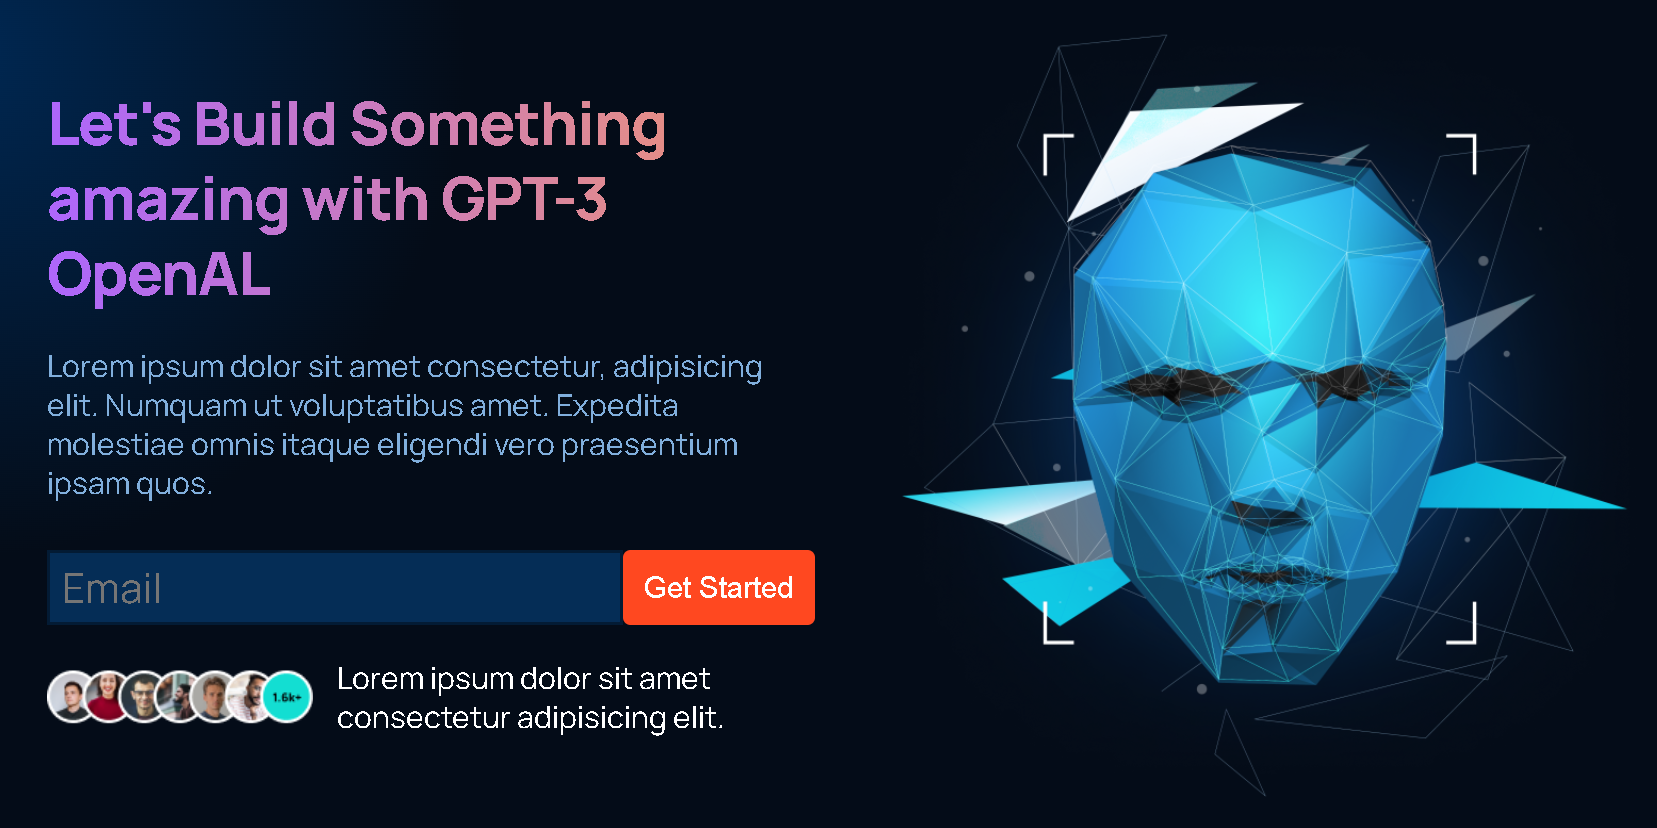 Let's Build Something
amazing with GPT-3
OpenAL
Lorem ipsum dolor sit amet consectetur, adipisicing
elit. Numquam ut voluptatibus amet. Expedita
molestiae omnis itaque eligendi vero praesentium
ipsam quos.
Email
Get Started
1.6k+
Lorem ipsum dolor sit amet
consectetur adipisicing elit.